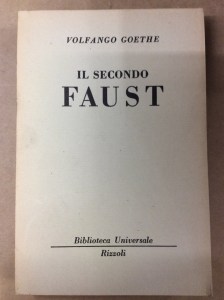 VOLFANGO GOETHE
IL SECONDO
FAUST
Biblioteca Universale
Rizzoli